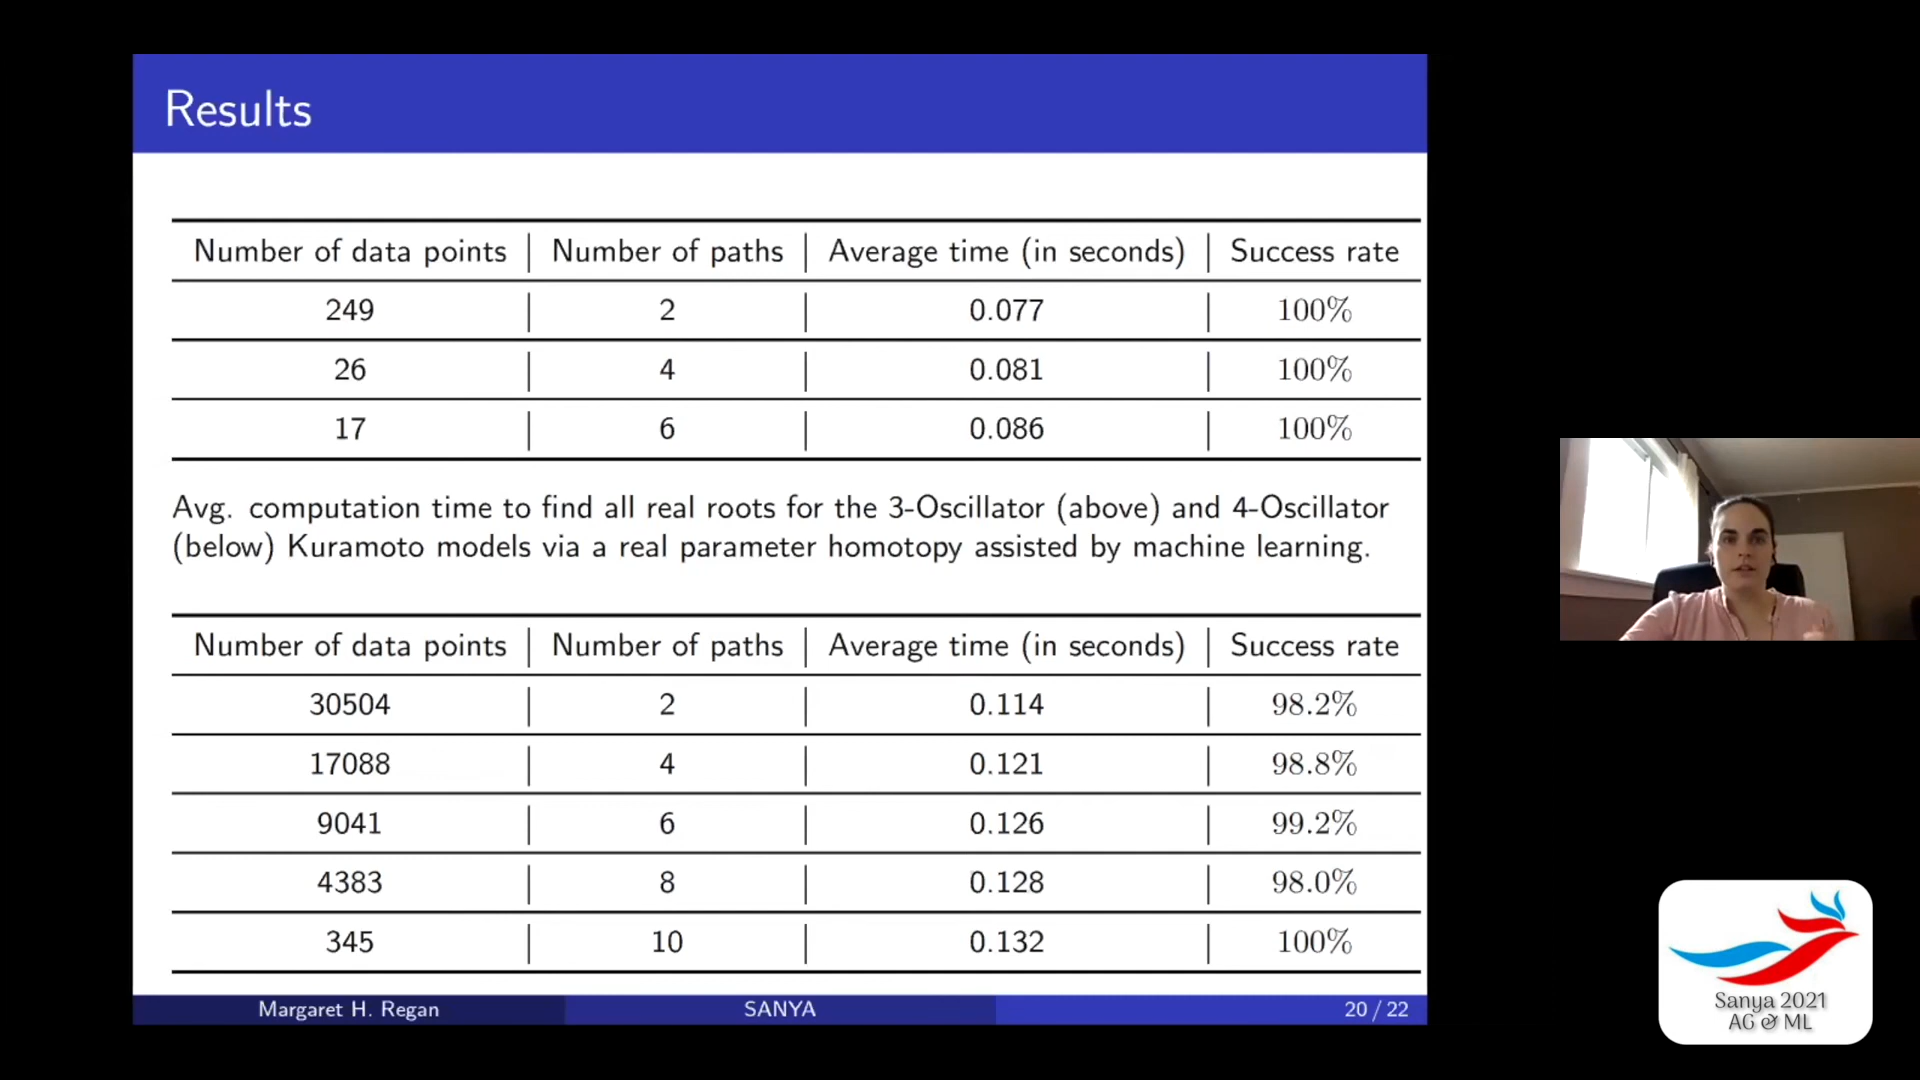 Results
Number of data points | Number of paths | Average time (in seconds) | Success rate
249 | 2 | 0.077 | 100%
26 | 4 | 0.081 | 100%
17 | 6 | 0.086 | 100%
Avg. computation time to find all real roots for the 3-Oscillator (above) and 4-Oscillator
(below) Kuramoto models via a real parameter homotopy assisted by machine learning.
Number of data points | Number of paths | Average time (in seconds) | Success rate
30504 | 2 | 0.114 | 98.2%
17088 | 4 | 0.121 | 98.8%
9041 | 6 | 0.126 | 99.2%
4383 | 8 | 0.128 | 98.0%
345 | 10 | 0.132 | 100%
Margaret H. Regan SANYA 20 / 22
Sanya 2021
AG & ML